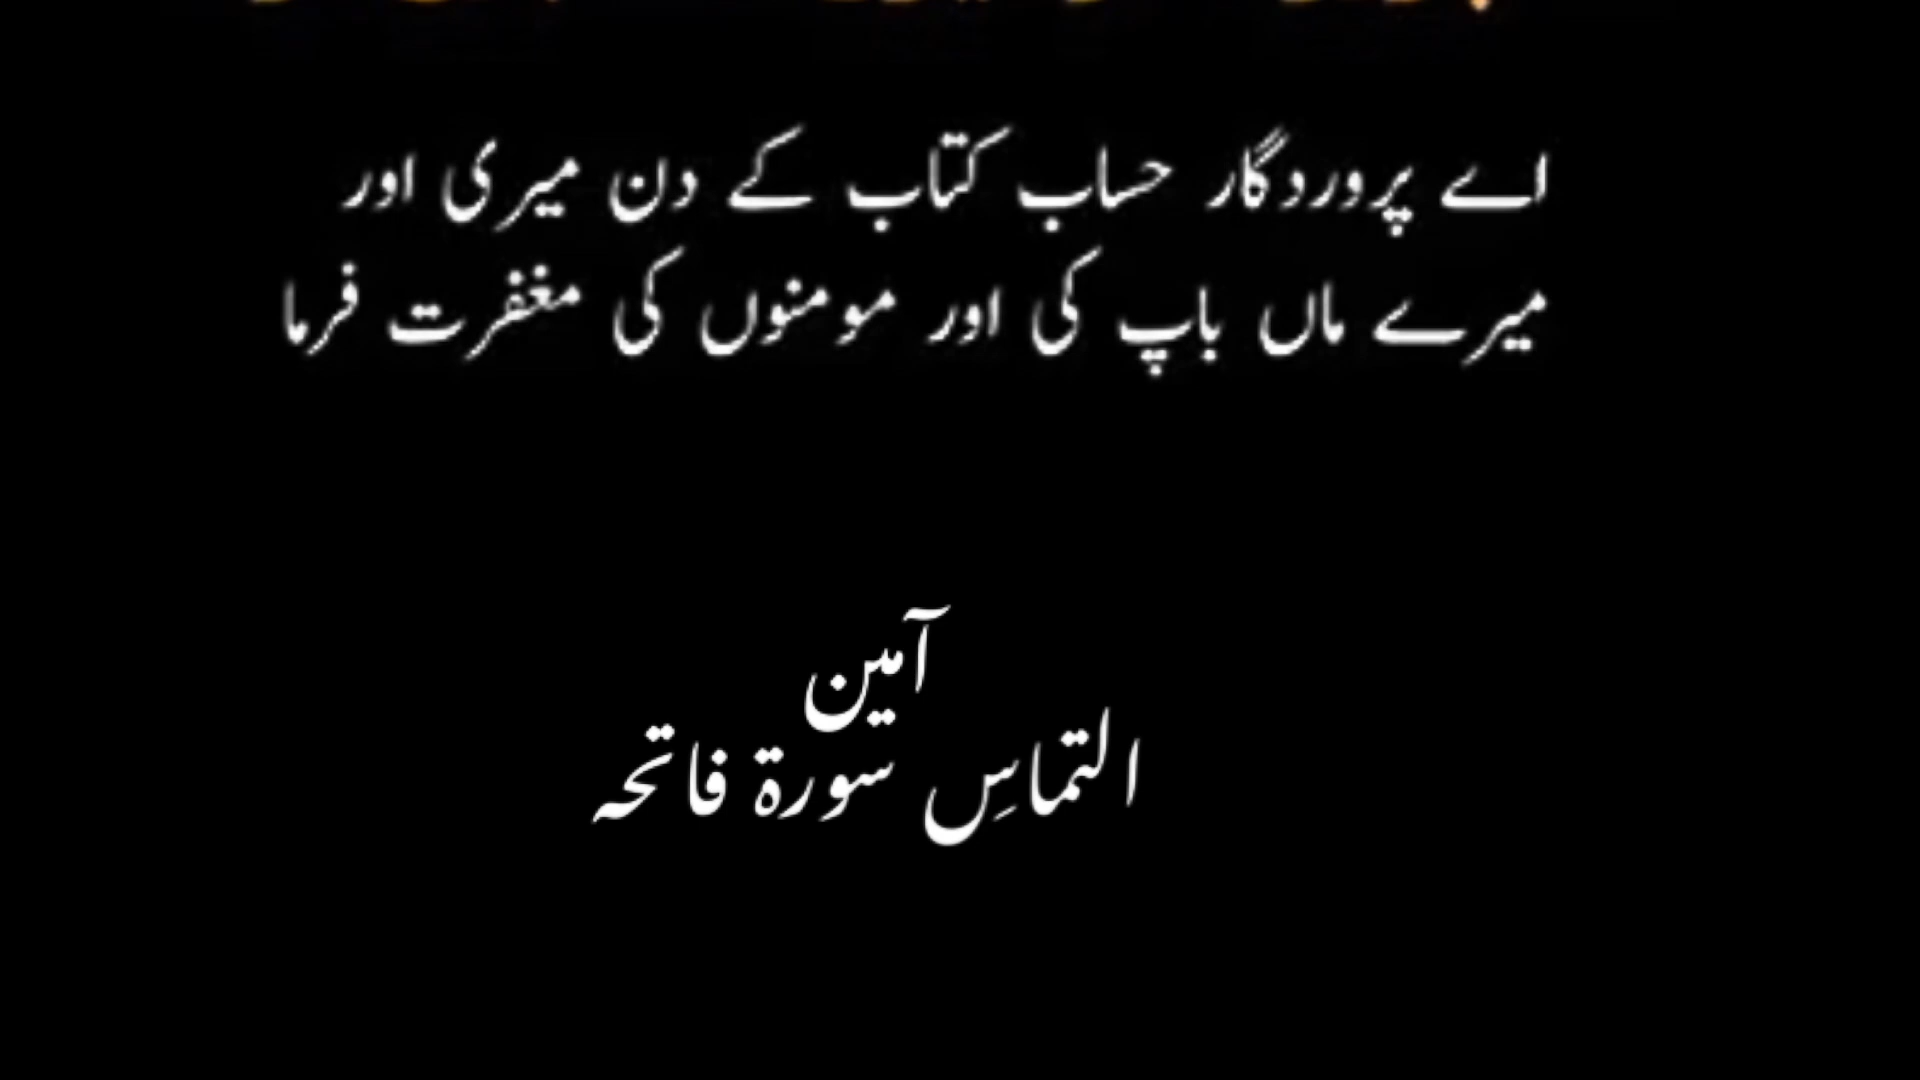 اے پروردگار حساب کتاب کے دن میری اور
میرے ماں باپ کی اور مومنوں کی مغفرت فرما
آمین
التماسِ سورة فاتحہ